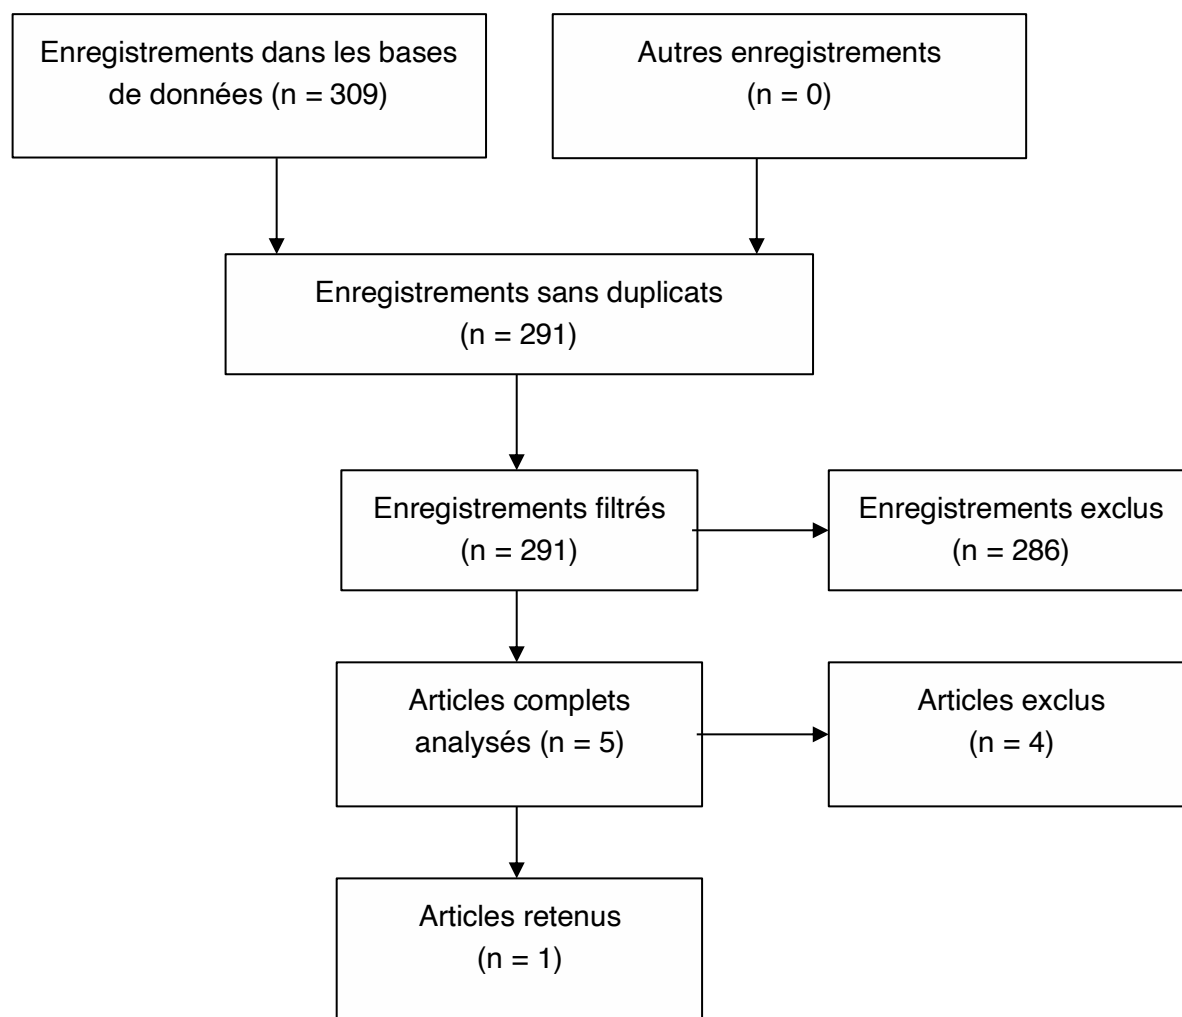 Enregistrements dans les bases
de données (n = 309)
Autres enregistrements
(n = 0)
Enregistrements sans duplicats
(n = 291)
Enregistrements filtrés
(n = 291)
Enregistrements exclus
(n = 286)
Articles complets
analysés (n = 5)
Articles exclus
(n = 4)
Articles retenus
(n = 1)